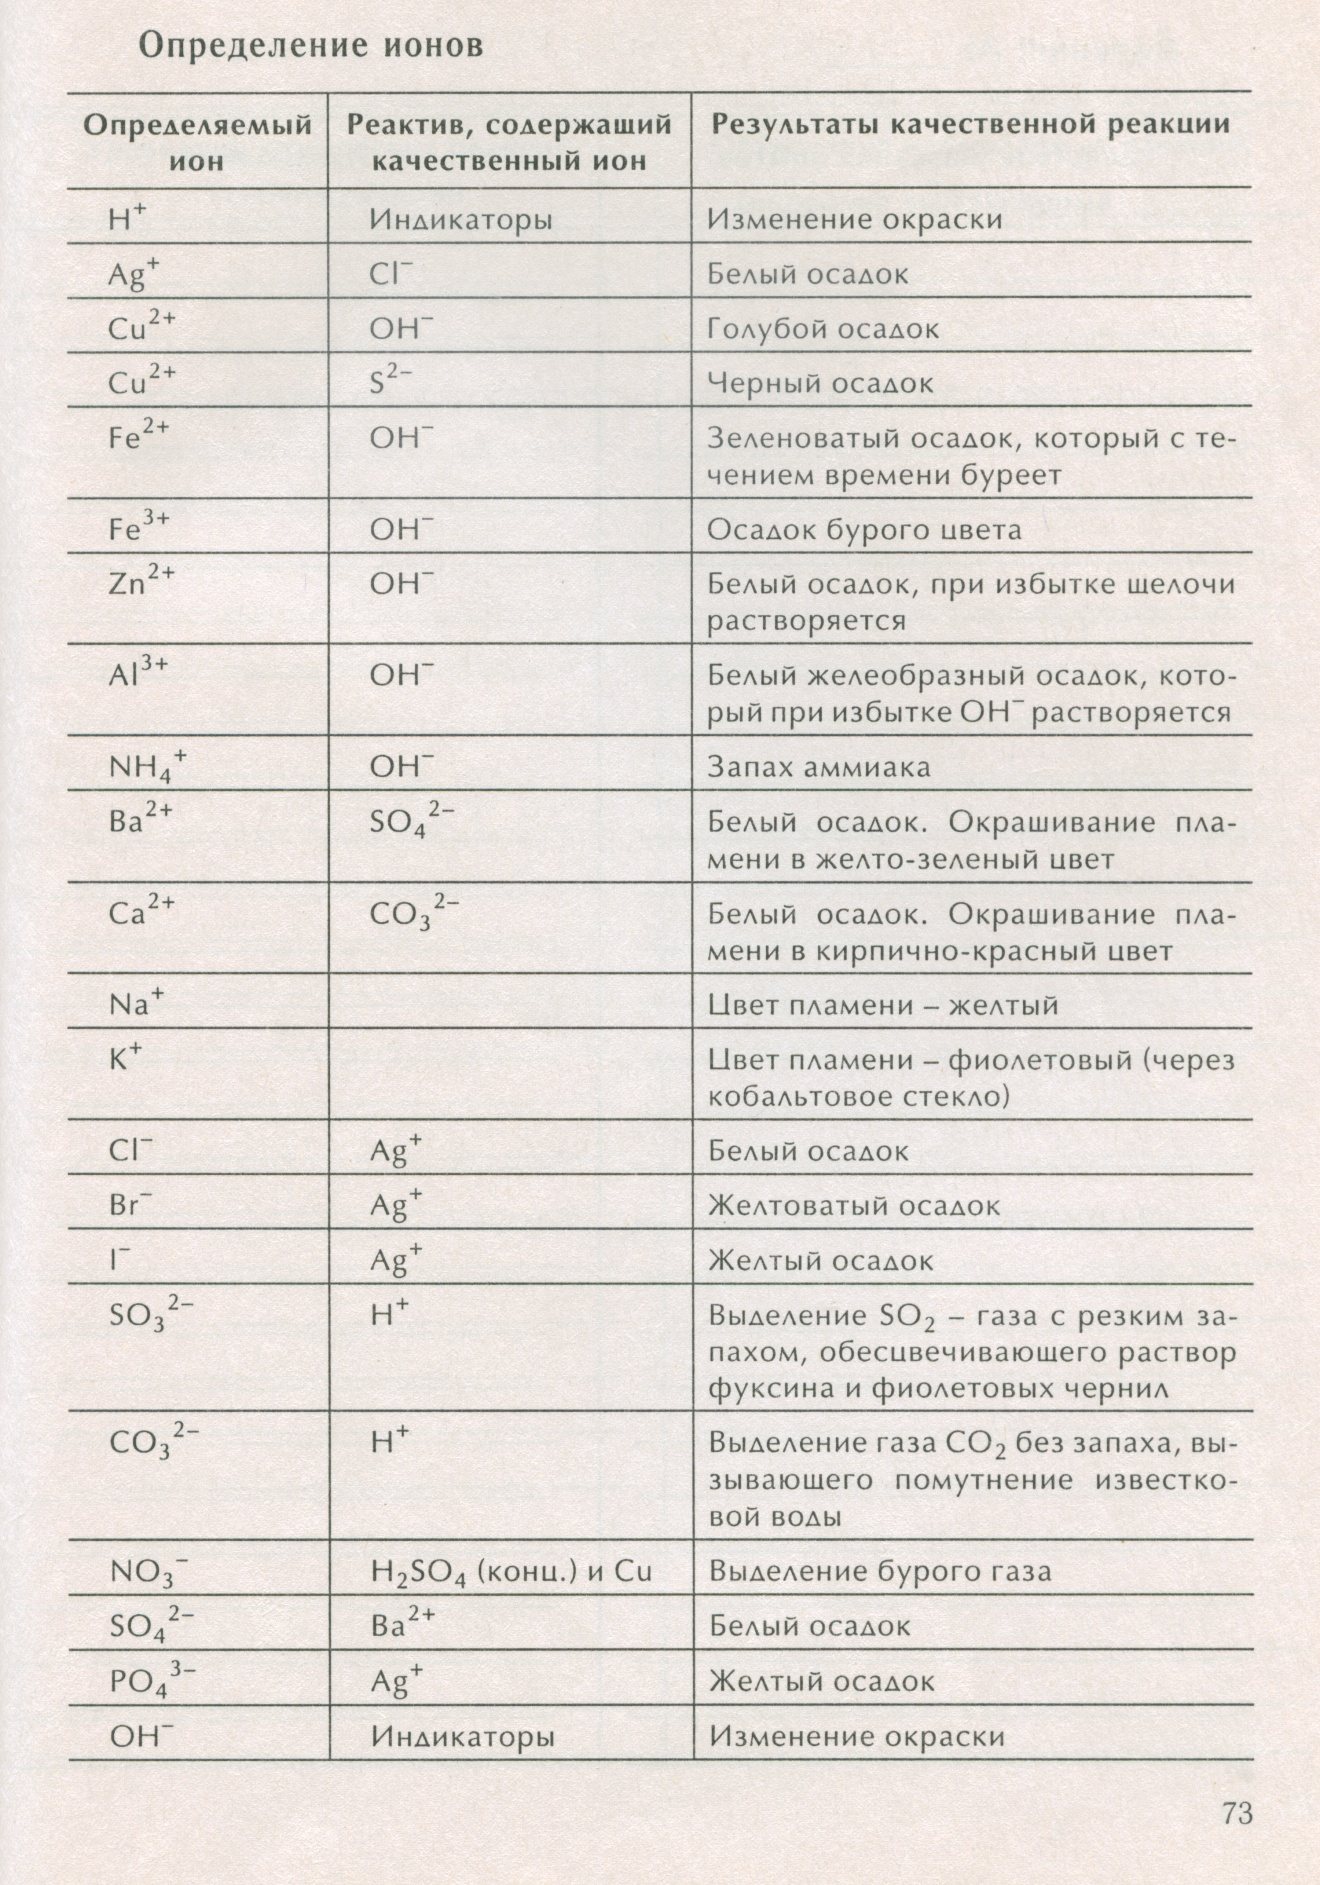 Определение ионов
Определяемый ион | Реактив, содержащий качественный ион | Результаты качественной реакции
H⁺ | Индикаторы | Изменение окраски
Ag⁺ | Cl⁻ | Белый осадок
Cu²⁺ | OH⁻ | Голубой осадок
Cu²⁺ | S²⁻ | Черный осадок
Fe²⁺ | OH⁻ | Зеленоватый осадок, который с те-
чением времени буреет
Fe³⁺ | OH⁻ | Осадок бурого цвета
Zn²⁺ | OH⁻ | Белый осадок, при избытке щелочи
растворяется
Al³⁺ | OH⁻ | Белый желеобразный осадок, кото-
рый при избытке OH⁻ растворяется
NH₄⁺ | OH⁻ | Запах аммиака
Ba²⁺ | SO₄²⁻ | Белый осадок. Окрашивание пла-
мени в желто-зеленый цвет
Ca²⁺ | CO₃²⁻ | Белый осадок. Окрашивание пла-
мени в кирпично-красный цвет
Na⁺ | | Цвет пламени – желтый
K⁺ | | Цвет пламени – фиолетовый (через
кобальтовое стекло)
Cl⁻ | Ag⁺ | Белый осадок
Br⁻ | Ag⁺ | Желтоватый осадок
I⁻ | Ag⁺ | Желтый осадок
SO₃²⁻ | H⁺ | Выделение SO₂ – газа с резким за-
пахом, обесцвечивающего раствор
фуксина и фиолетовых чернил
CO₃²⁻ | H⁺ | Выделение газа CO₂ без запаха, вы-
зывающего помутнение известко-
вой воды
NO₃⁻ | H₂SO₄ (конц.) и Cu | Выделение бурого газа
SO₄²⁻ | Ba²⁺ | Белый осадок
PO₄³⁻ | Ag⁺ | Желтый осадок
OH⁻ | Индикаторы | Изменение окраски
73